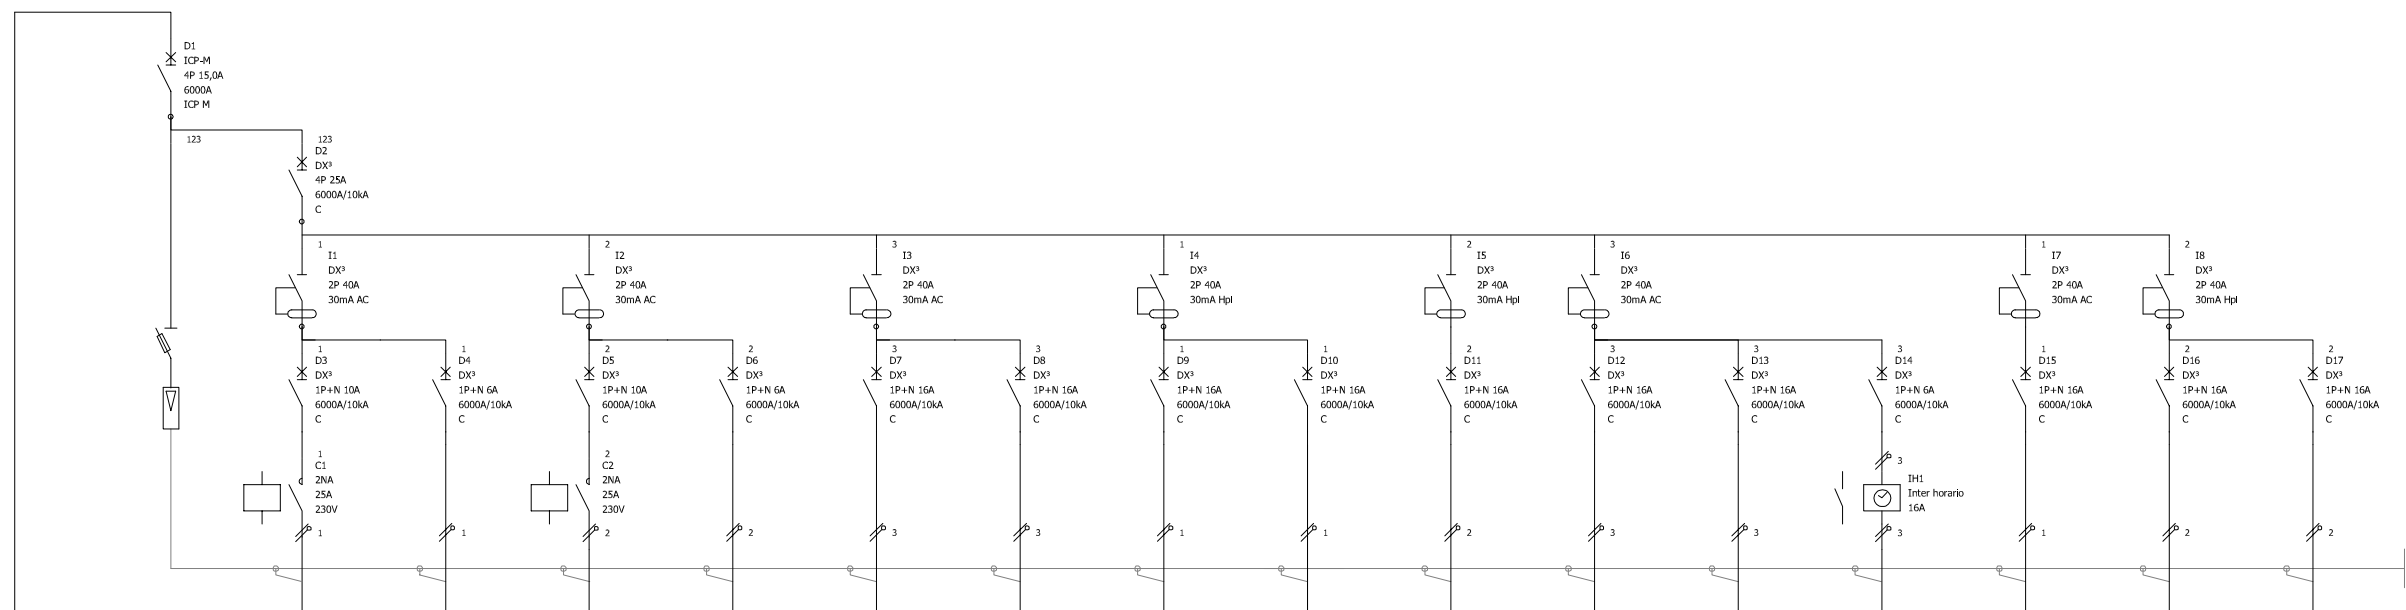 D1
ICP-M
4P 15,0A
6000A
ICP M
123
123
D2
DX³
4P 25A
6000A/10kA
C
1
I1
DX³
2P 40A
30mA AC
2
I2
DX³
2P 40A
30mA AC
3
I3
DX³
2P 40A
30mA AC
1
I4
DX³
2P 40A
30mA Hpl
2
I5
DX³
2P 40A
30mA Hpl
3
I6
DX³
2P 40A
30mA AC
1
I7
DX³
2P 40A
30mA AC
2
I8
DX³
2P 40A
30mA Hpl
1
D3
DX³
1P+N 10A
6000A/10kA
C
1
D4
DX³
1P+N 6A
6000A/10kA
C
2
D5
DX³
1P+N 10A
6000A/10kA
C
2
D6
DX³
1P+N 6A
6000A/10kA
C
3
D7
DX³
1P+N 16A
6000A/10kA
C
3
D8
DX³
1P+N 16A
6000A/10kA
C
1
D9
DX³
1P+N 16A
6000A/10kA
C
1
D10
DX³
1P+N 16A
6000A/10kA
C
2
D11
DX³
1P+N 16A
6000A/10kA
C
3
D12
DX³
1P+N 16A
6000A/10kA
C
3
D13
DX³
1P+N 16A
6000A/10kA
C
3
D14
DX³
1P+N 6A
6000A/10kA
C
1
D15
DX³
1P+N 16A
6000A/10kA
C
2
D16
DX³
1P+N 16A
6000A/10kA
C
2
D17
DX³
1P+N 16A
6000A/10kA
C
1
C1
2NA
25A
230V
2
C2
2NA
25A
230V
3
IH1
Inter horario
16A
1
1
2
2
3
3
1
1
2
3
3
3
1
2
2